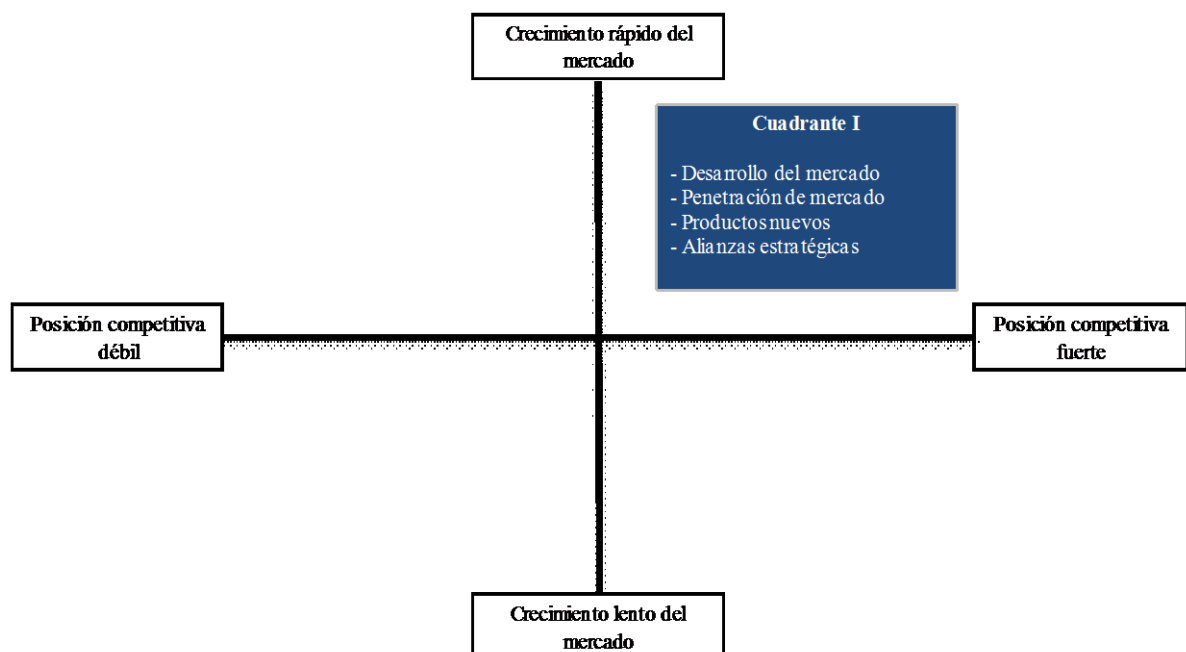 Crecimiento rápido del
mercado
Cuadrante I
- Desarrollo del mercado
- Penetración de mercado
- Productos nuevos
- Alianzas estratégicas
Posición competitiva
débil
Posición competitiva
fuerte
Crecimiento lento del
mercado